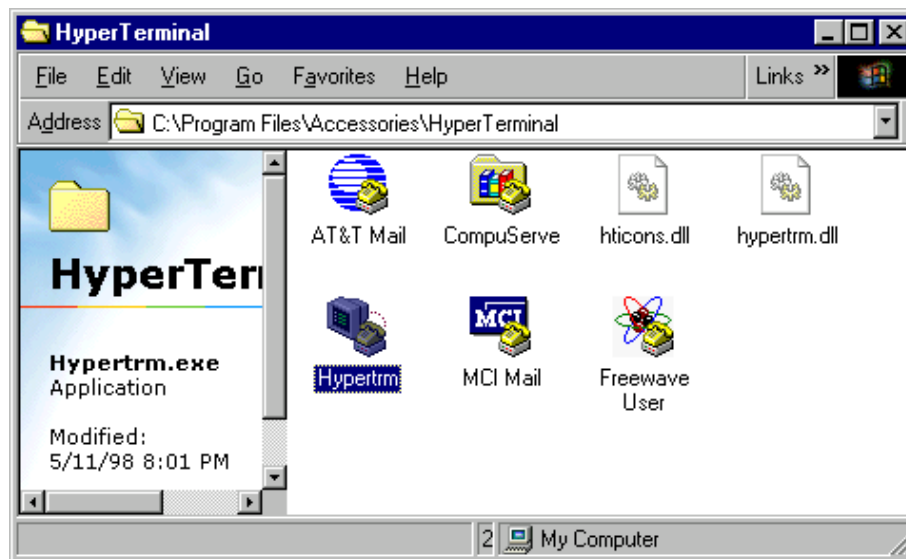 HyperTerminal
File Edit View Go Favorites Help Links »
Address C:\Program Files\Accessories\HyperTerminal
HyperTer
Hypertrm.exe
Application
Modified:
5/11/98 8:01 PM
AT&T Mail CompuServe hticons.dll hypertrm.dll
MCI
Hypertrm MCI Mail Freewave
User
2 My Computer